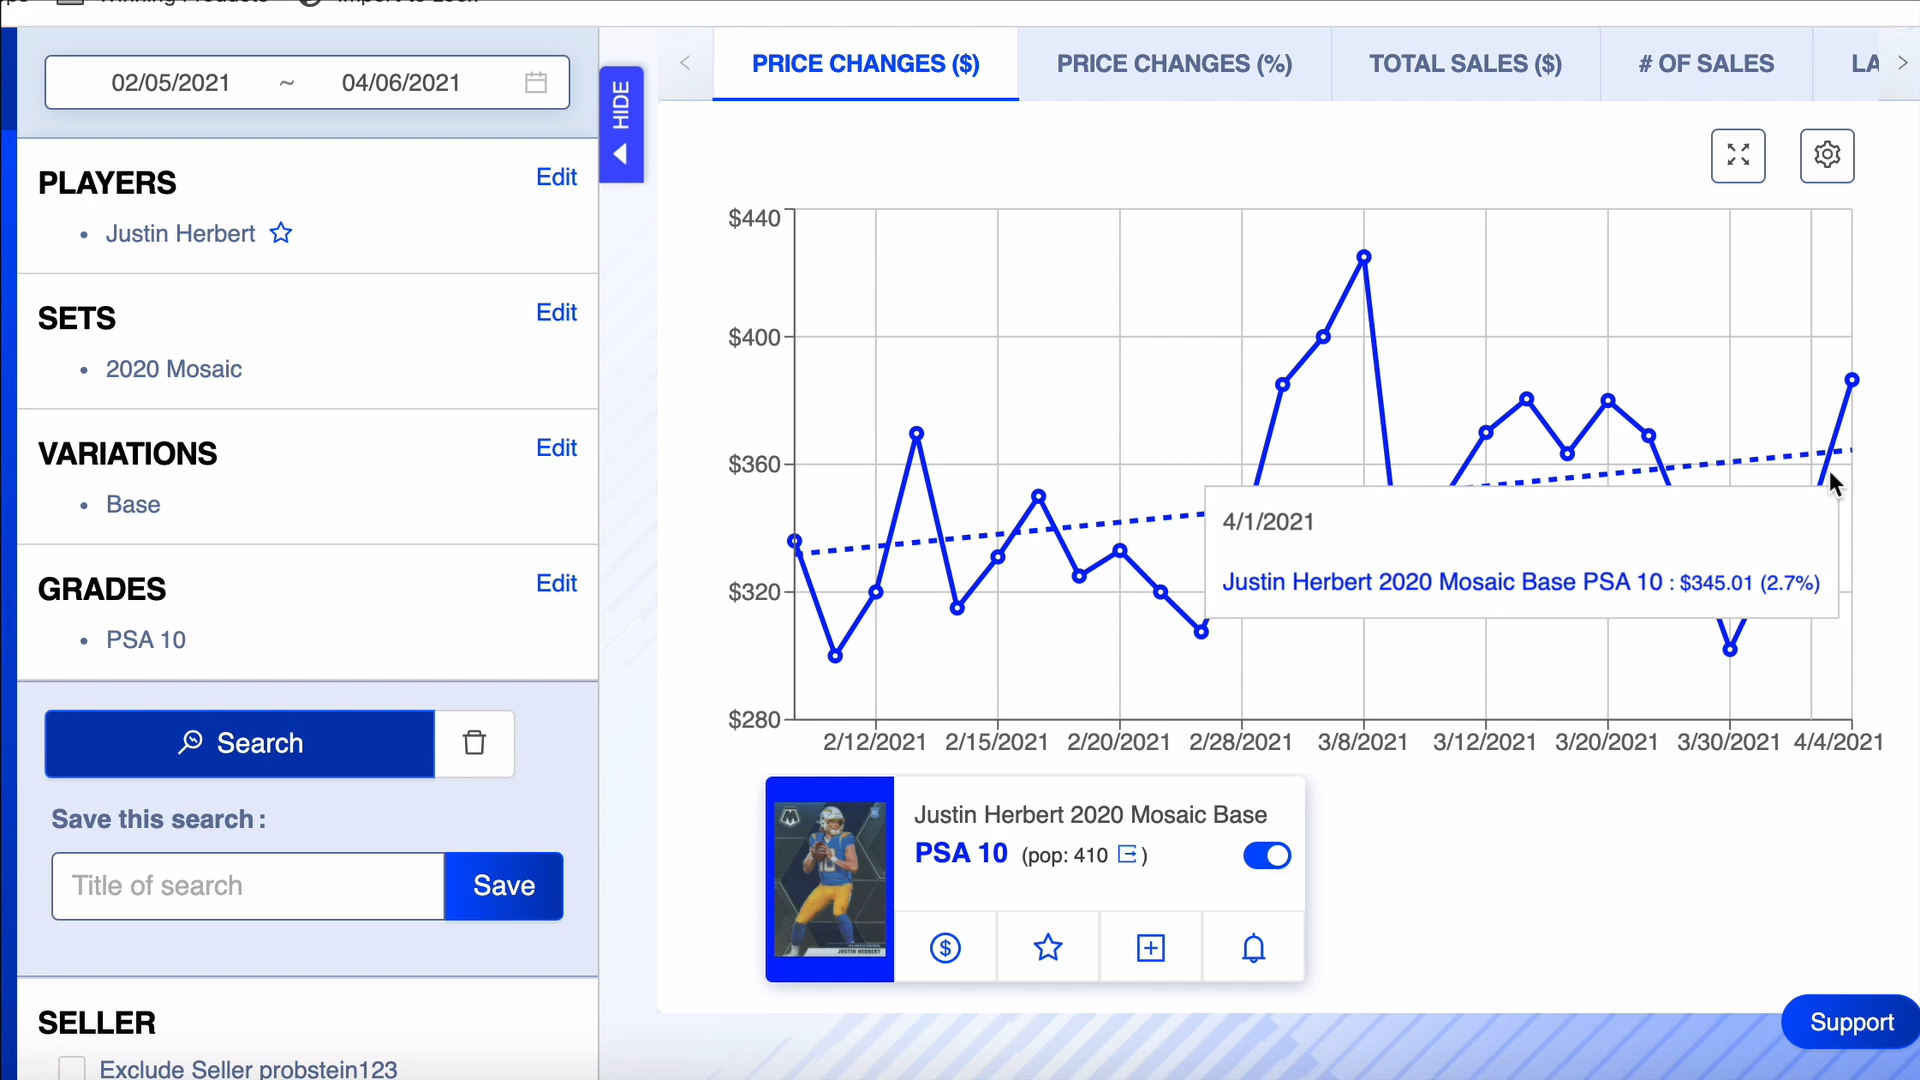 02/05/2021 ~ 04/06/2021
HIDE
PRICE CHANGES ($)
PRICE CHANGES (%)
TOTAL SALES ($)
# OF SALES
LA
PLAYERS
Edit
Justin Herbert
SETS
Edit
2020 Mosaic
VARIATIONS
Edit
Base
GRADES
Edit
PSA 10
Search
Save this search :
Title of search
Save
SELLER
Exclude Seller probstein123
$440
$400
$360
$320
$280
2/12/2021 2/15/2021 2/20/2021 2/28/2021 3/8/2021 3/12/2021 3/20/2021 3/30/2021 4/4/2021
4/1/2021
Justin Herbert 2020 Mosaic Base PSA 10 : $345.01 (2.7%)
Justin Herbert 2020 Mosaic Base
PSA 10 (pop: 410 )
JUSTIN HERBERT
Support